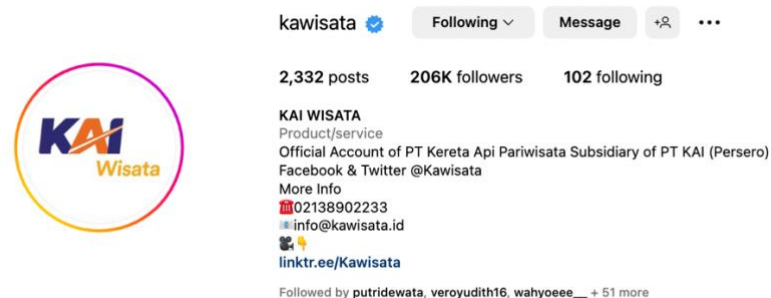 kawisata Following Message
2,332 posts 206K followers 102 following
KAI
Wisata
KAI WISATA
Product/service
Official Account of PT Kereta Api Pariwisata Subsidiary of PT KAI (Persero)
Facebook & Twitter @Kawisata
More Info
☎️02138902233
📧info@kawisata.id
🎥👇
linktr.ee/Kawisata
Followed by putridewata, veroyudith16, wahyoeee__ + 51 more